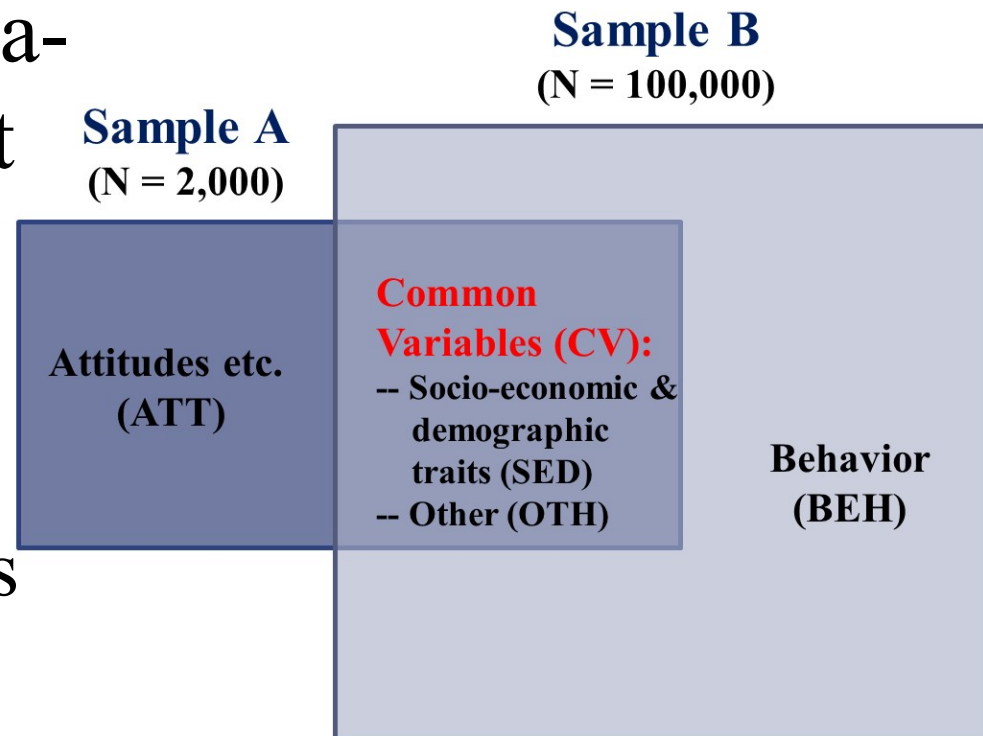 a-
t
s
Sample A
(N = 2,000)
Sample B
(N = 100,000)
Attitudes etc.
(ATT)
Common
Variables (CV):
-- Socio-economic &
demographic
traits (SED)
-- Other (OTH)
Behavior
(BEH)